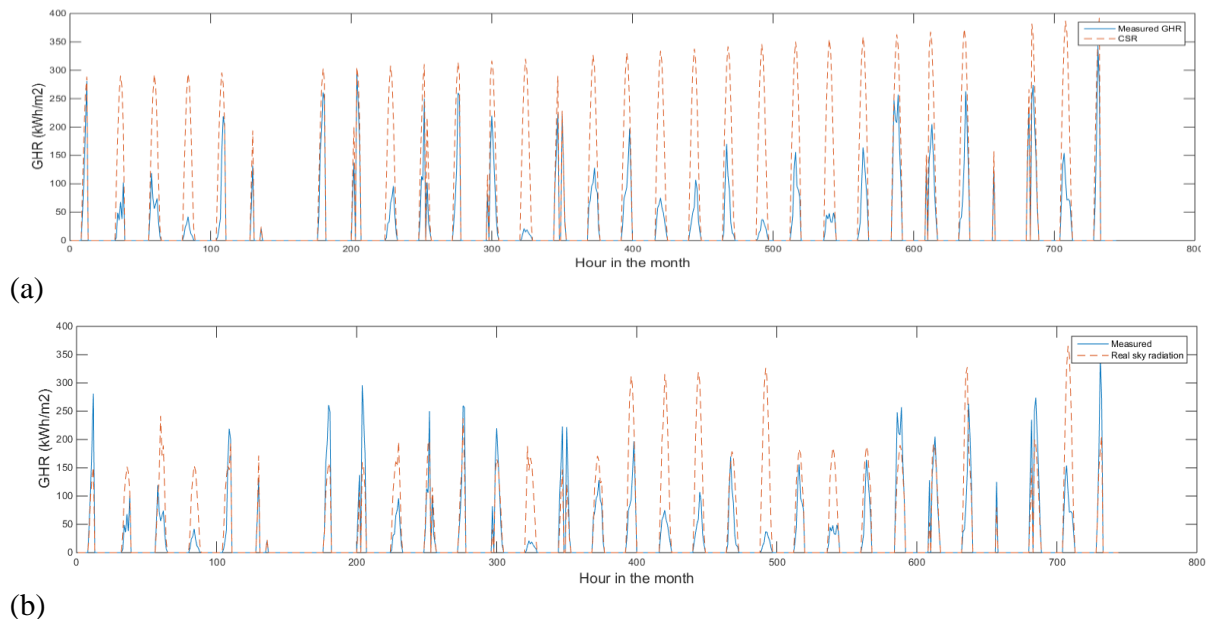 400
350
300
250
200
150
100
50
0
GHR (kWh/m2)
Measured GHR
CSR
0 100 200 300 400 500 600 700 800
Hour in the month
(a)
400
350
300
250
200
150
100
50
0
GHR (kWh/m2)
Measured
Real sky radiation
0 100 200 300 400 500 600 700 800
Hour in the month
(b)